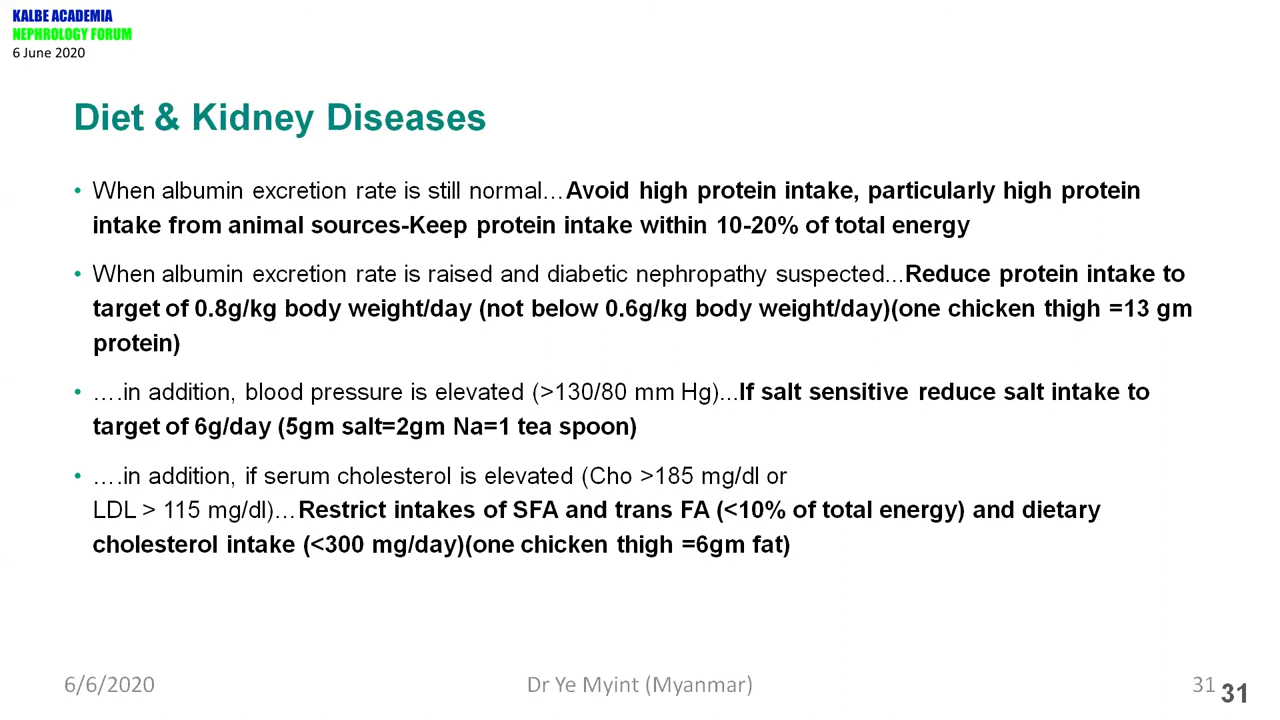 KALBE ACADEMIA
NEPHROLOGY FORUM
6 June 2020
Diet & Kidney Diseases
• When albumin excretion rate is still normal…Avoid high protein intake, particularly high protein
intake from animal sources-Keep protein intake within 10-20% of total energy
• When albumin excretion rate is raised and diabetic nephropathy suspected...Reduce protein intake to
target of 0.8g/kg body weight/day (not below 0.6g/kg body weight/day)(one chicken thigh =13 gm
protein)
• ….in addition, blood pressure is elevated (>130/80 mm Hg)...If salt sensitive reduce salt intake to
target of 6g/day (5gm salt=2gm Na=1 tea spoon)
• ….in addition, if serum cholesterol is elevated (Cho >185 mg/dl or
LDL > 115 mg/dl)…Restrict intakes of SFA and trans FA (<10% of total energy) and dietary
cholesterol intake (<300 mg/day)(one chicken thigh =6gm fat)
6/6/2020 Dr Ye Myint (Myanmar) 31 31